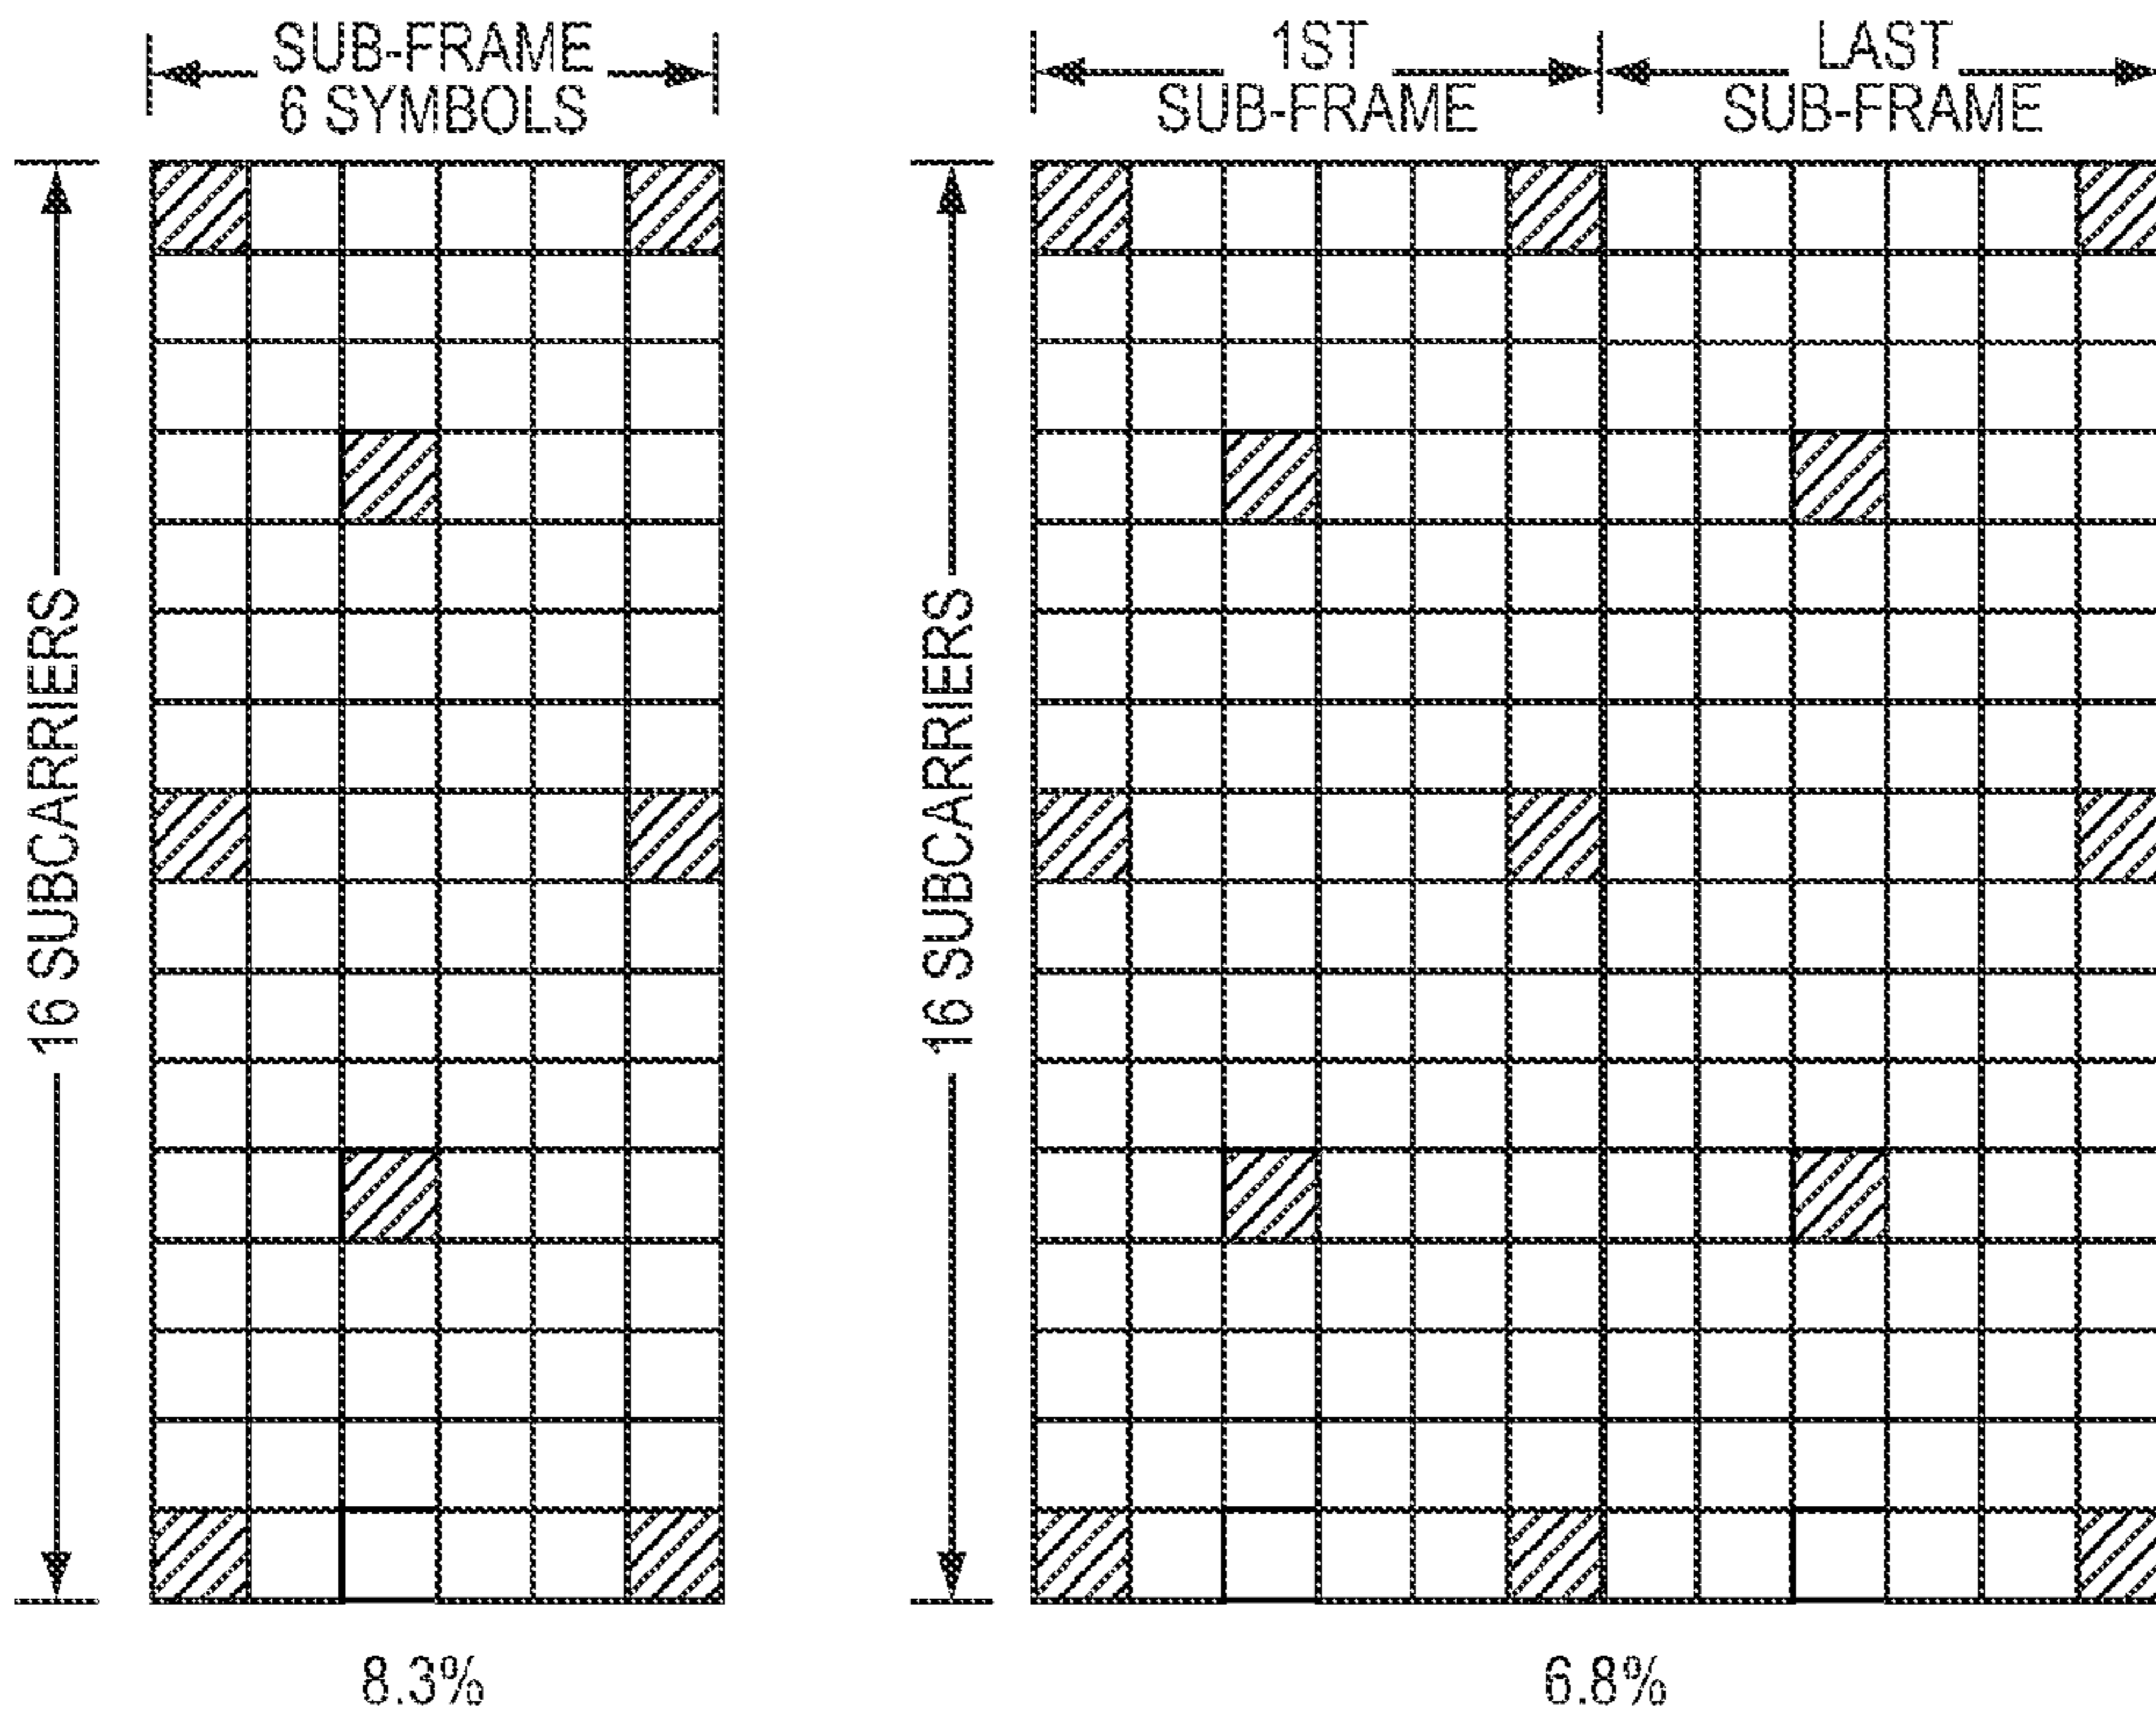 SUB-FRAME
6 SYMBOLS
16 SUBCARRIERS
8.3%
1ST
SUB-FRAME
LAST
SUB-FRAME
16 SUBCARRIERS
6.8%